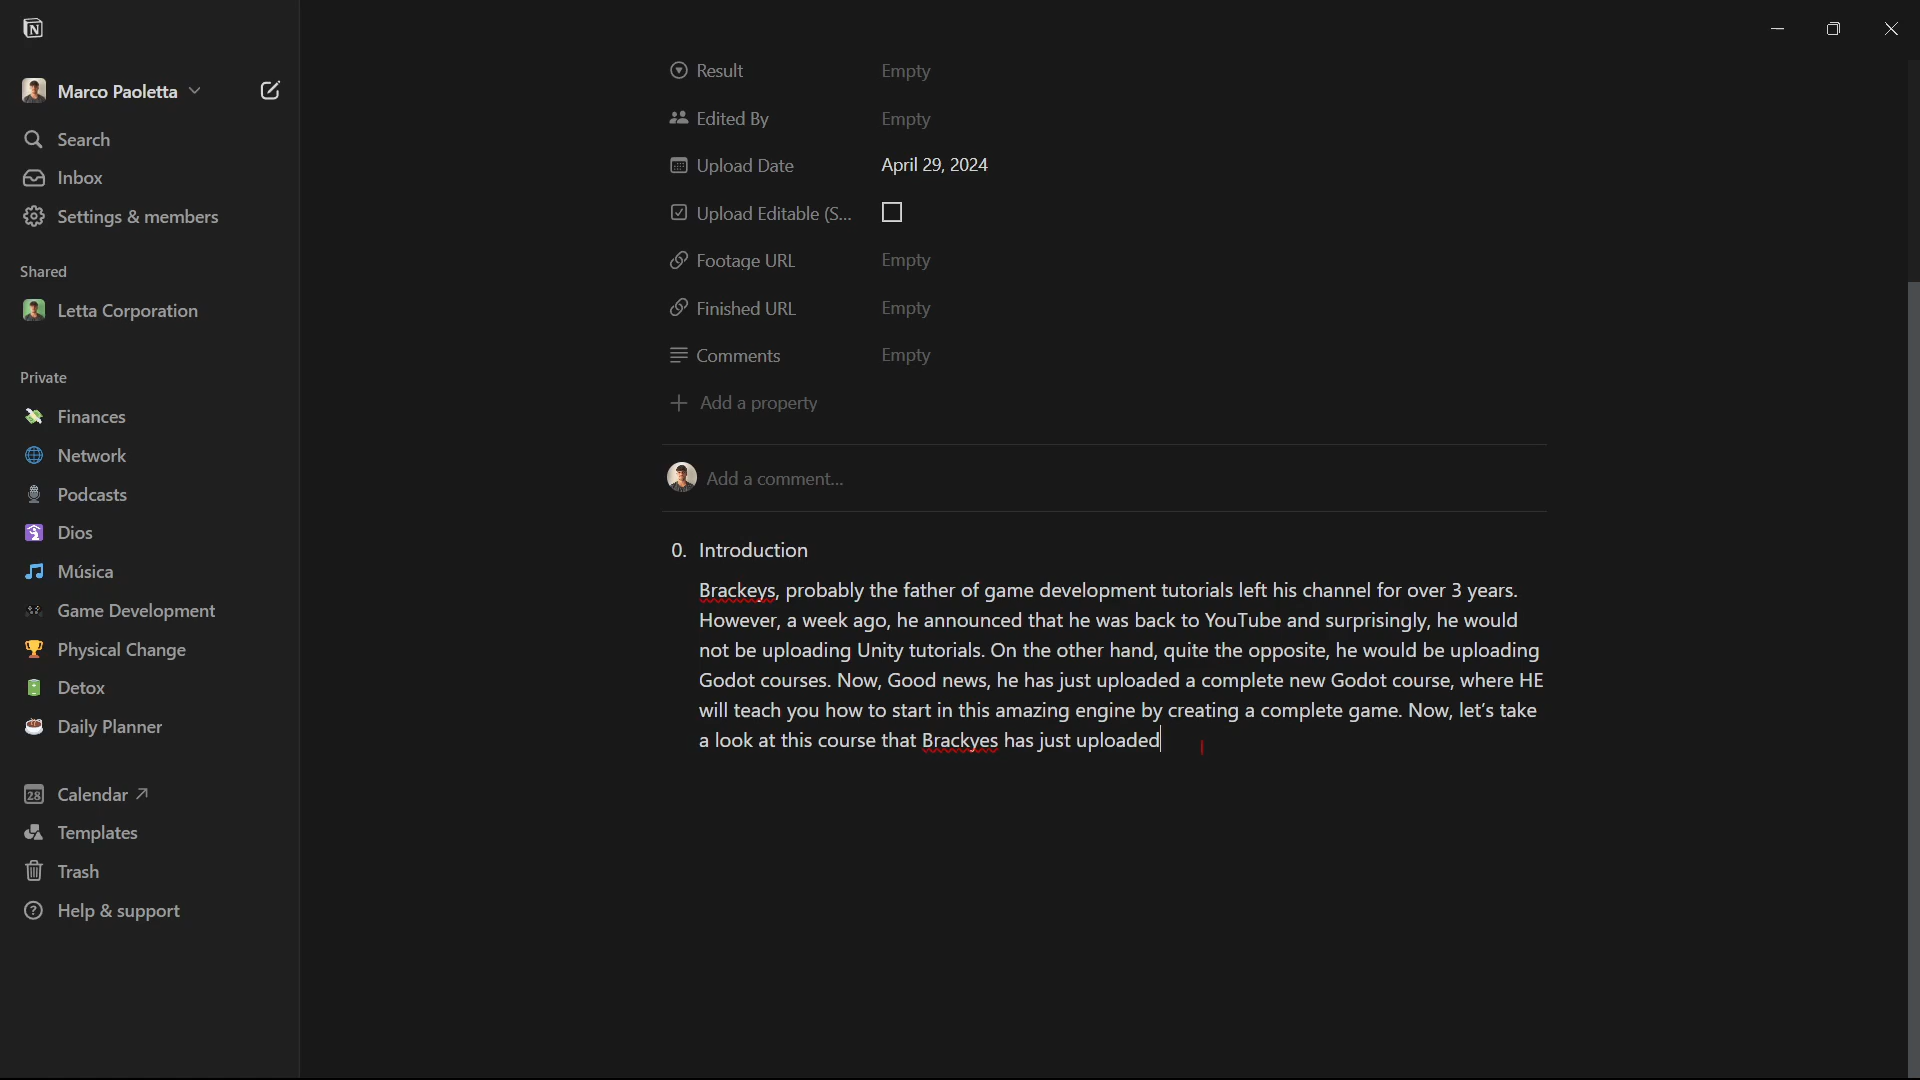 Marco Paoletta
Search
Inbox
Settings & members
Shared
Letta Corporation
Private
Finances
Network
Podcasts
Dios
Música
Game Development
Physical Change
Detox
Daily Planner
28 Calendar
Templates
Trash
Help & support
Result Empty
Edited By Empty
Upload Date April 29, 2024
Upload Editable (S...
Footage URL Empty
Finished URL Empty
Comments Empty
Add a property
Add a comment...
0. Introduction
Brackeys, probably the father of game development tutorials left his channel for over 3 years.
However, a week ago, he announced that he was back to YouTube and surprisingly, he would
not be uploading Unity tutorials. On the other hand, quite the opposite, he would be uploading
Godot courses. Now, Good news, he has just uploaded a complete new Godot course, where HE
will teach you how to start in this amazing engine by creating a complete game. Now, let's take
a look at this course that Brackyes has just uploaded